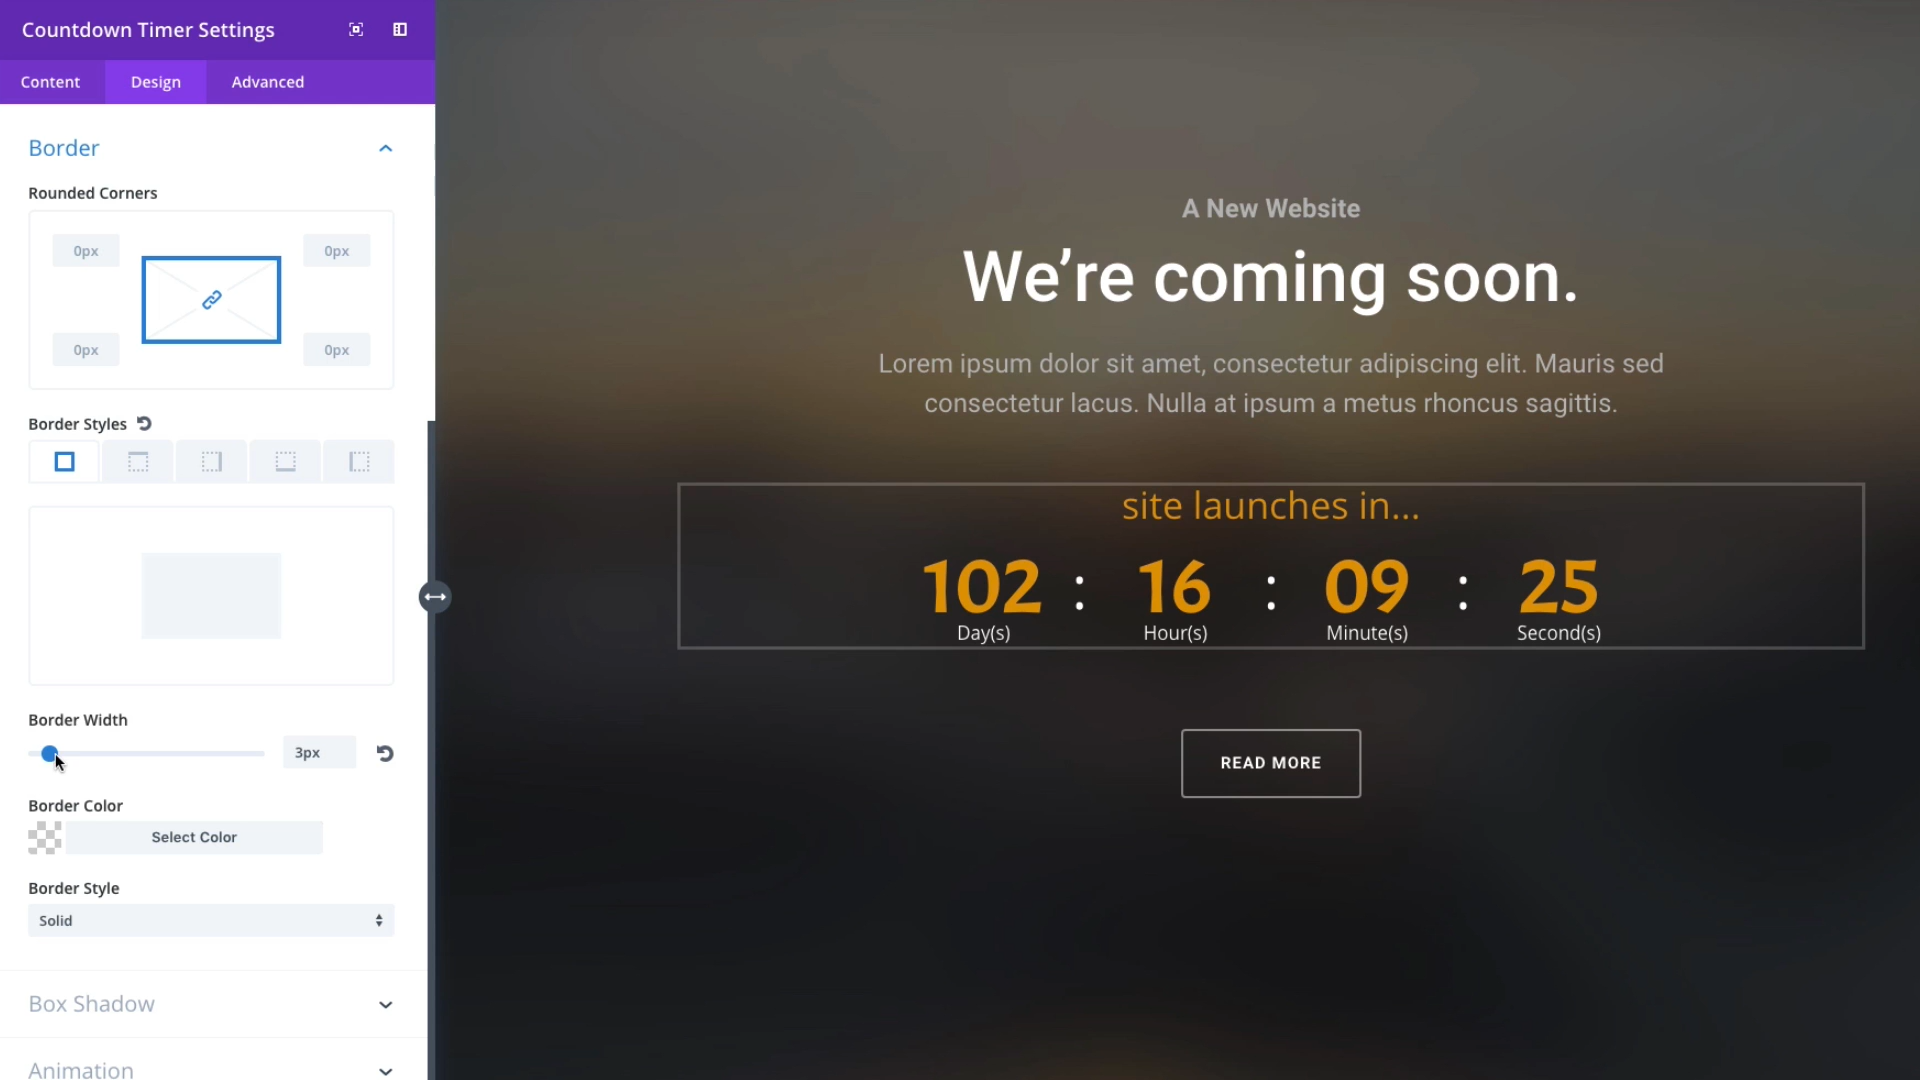 Countdown Timer Settings
Content Design Advanced
Border
Rounded Corners
0px 0px
0px 0px
Border Styles
Border Width
3px
Border Color
Select Color
Border Style
Solid
Box Shadow
Animation
A New Website
We’re coming soon.
Lorem ipsum dolor sit amet, consectetur adipiscing elit. Mauris sed
consectetur lacus. Nulla at ipsum a metus rhoncus sagittis.
site launches in...
102 : 16 : 09 : 25
Day(s) Hour(s) Minute(s) Second(s)
READ MORE